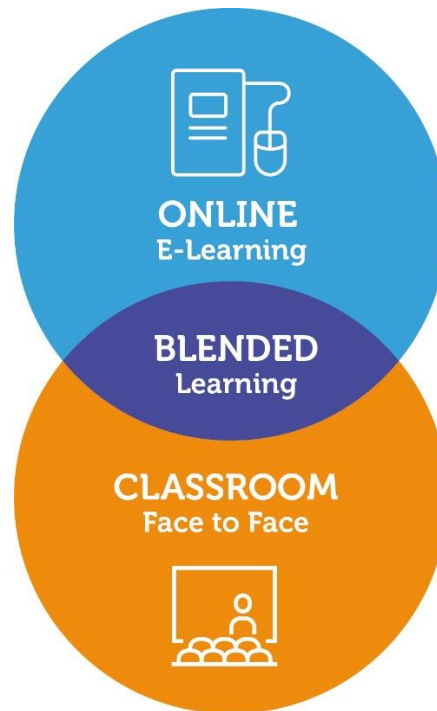 ONLINE
E-Learning
BLENDED
Learning
CLASSROOM
Face to Face